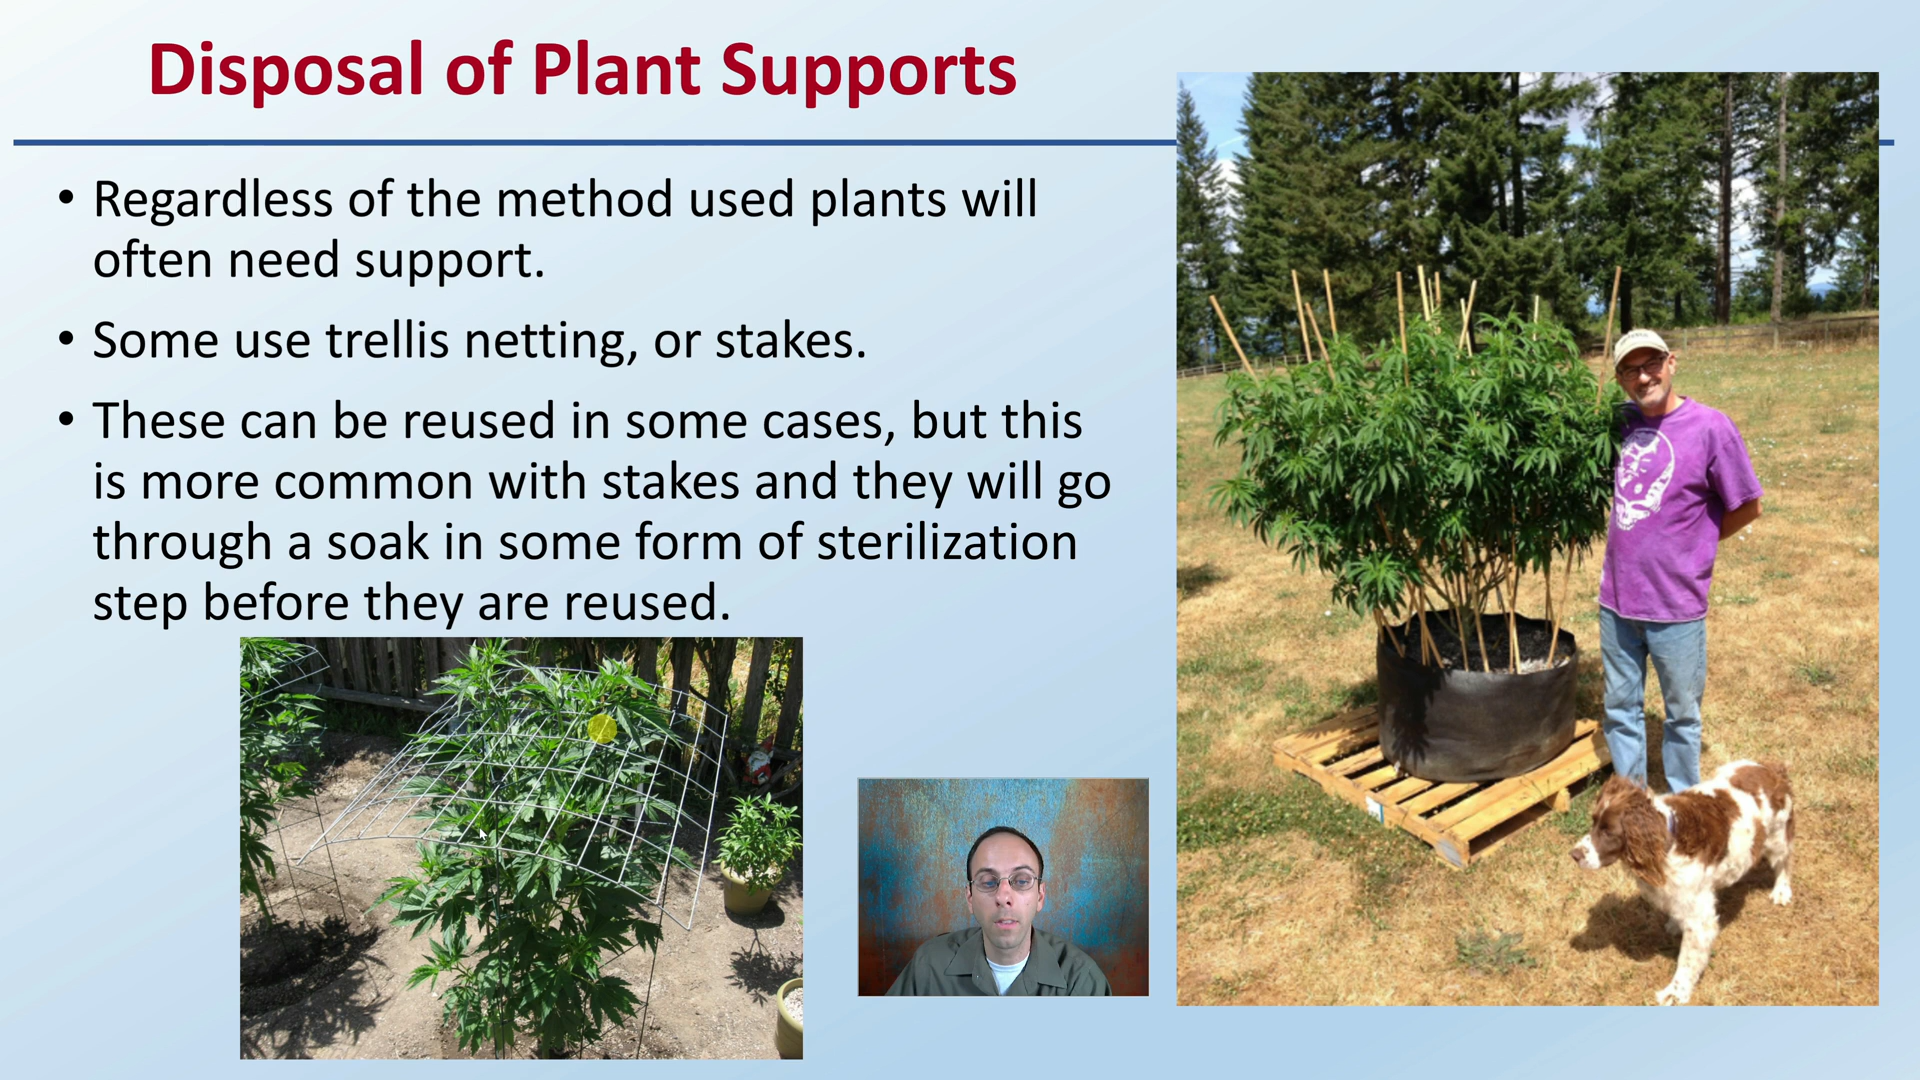 Disposal of Plant Supports
• Regardless of the method used plants will
often need support.
• Some use trellis netting, or stakes.
• These can be reused in some cases, but this
is more common with stakes and they will go
through a soak in some form of sterilization
step before they are reused.